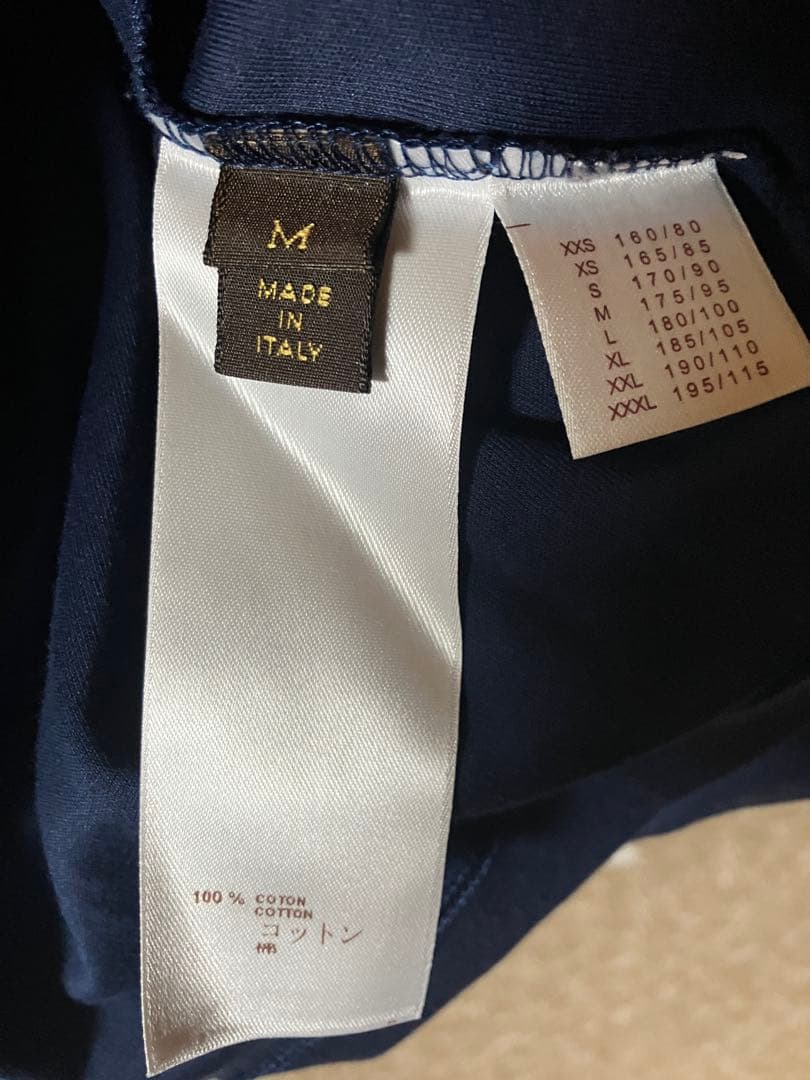 M
MADE
IN
ITALY
XXS 160/80
XS 165/85
S 170/90
M 175/95
L 180/100
XL 185/105
XXL 190/110
XXXL 195/115
100 % COTON
COTTON
コットン
棉